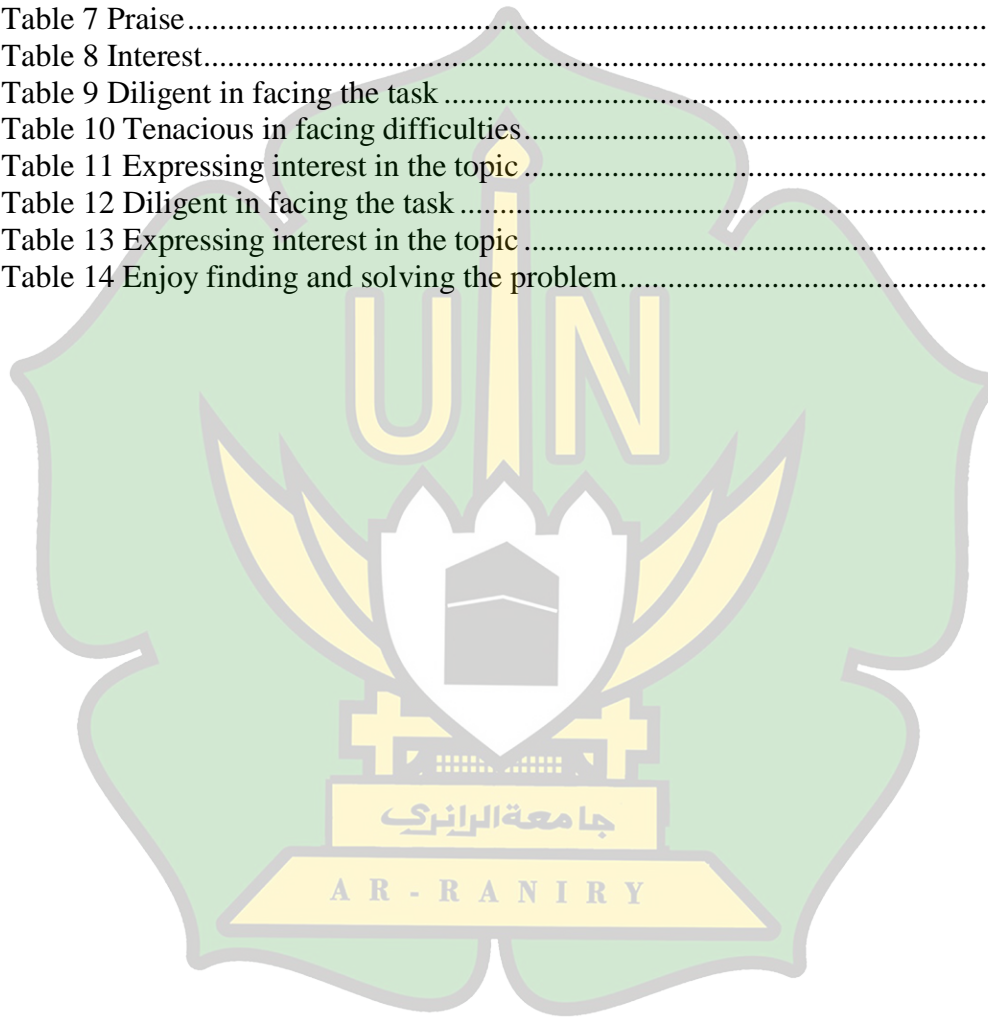 Table 7 Praise........................................................................................................
Table 8 Interest......................................................................................................
Table 9 Diligent in facing the task..........................................................................
Table 10 Tenacious in facing difficulties.................................................................
Table 11 Expressing interest in the topic.................................................................
Table 12 Diligent in facing the task........................................................................
Table 13 Expressing interest in the topic.................................................................
Table 14 Enjoy finding and solving the problem.....................................................
UIN
جامعة الرانري
AR-RANIRY